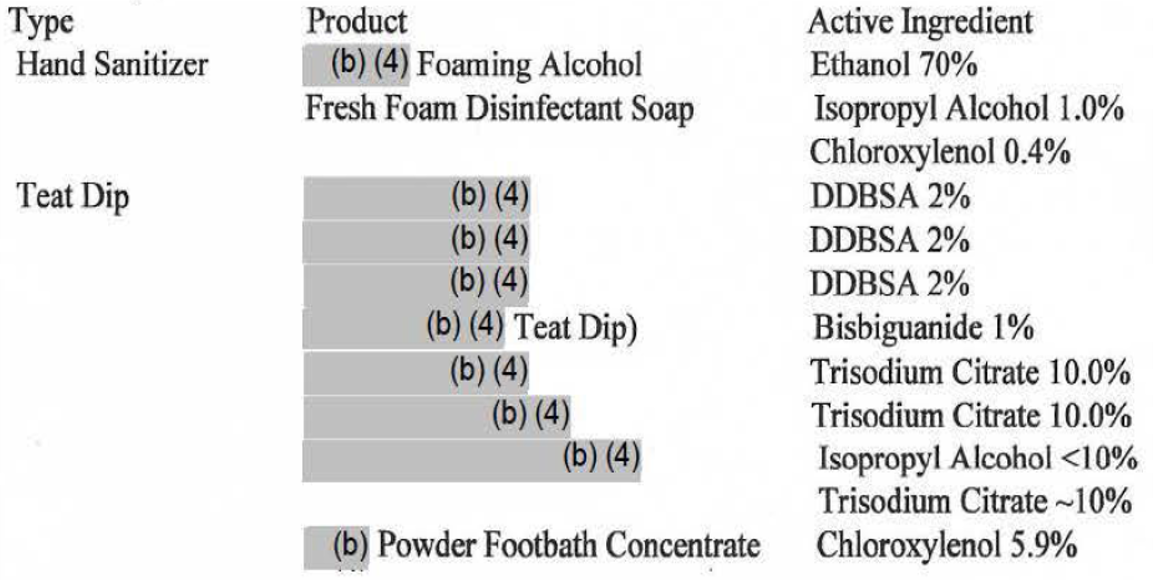 Type Product Active Ingredient
Hand Sanitizer (b) (4) Foaming Alcohol Ethanol 70%
Fresh Foam Disinfectant Soap Isopropyl Alcohol 1.0%
Chloroxylenol 0.4%
Teat Dip (b) (4) DDBSA 2%
(b) (4) DDBSA 2%
(b) (4) DDBSA 2%
(b) (4) Teat Dip) Bisbiguanide 1%
(b) (4) Trisodium Citrate 10.0%
(b) (4) Trisodium Citrate 10.0%
(b) (4) Isopropyl Alcohol <10%
Trisodium Citrate ~10%
(b) Powder Footbath Concentrate Chloroxylenol 5.9%